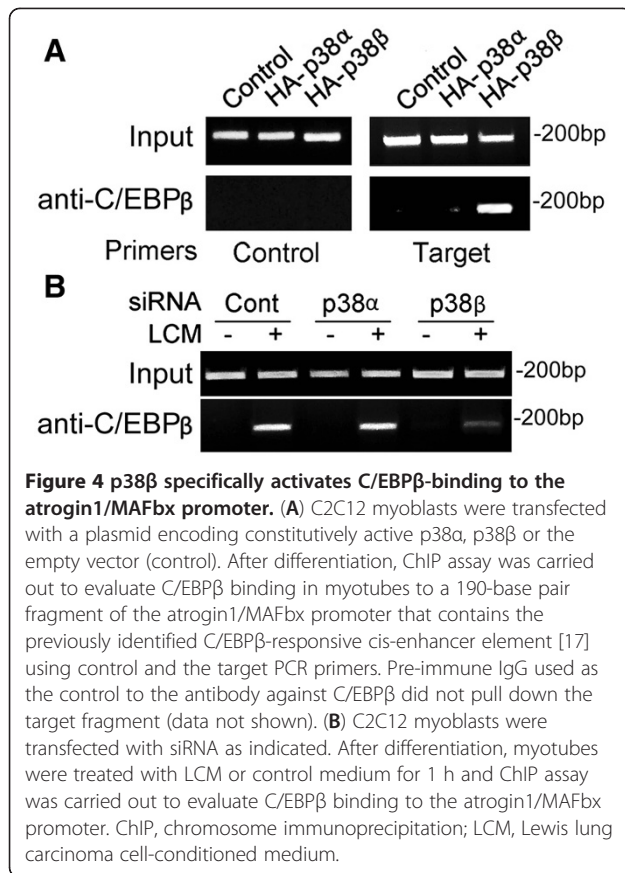 A
Control HA-p38α HA-p38β Control HA-p38α HA-p38β
Input -200bp
anti-C/EBPβ -200bp
Primers Control Target
B
siRNA Cont p38α p38β
LCM - + - + - +
Input -200bp
anti-C/EBPβ -200bp
Figure 4 p38β specifically activates C/EBPβ-binding to the
atrogin1/MAFbx promoter. (A) C2C12 myoblasts were transfected
with a plasmid encoding constitutively active p38α, p38β or the
empty vector (control). After differentiation, ChIP assay was carried
out to evaluate C/EBPβ binding in myotubes to a 190-base pair
fragment of the atrogin1/MAFbx promoter that contains the
previously identified C/EBPβ-responsive cis-enhancer element [17]
using control and the target PCR primers. Pre-immune IgG used as
the control to the antibody against C/EBPβ did not pull down the
target fragment (data not shown). (B) C2C12 myoblasts were
transfected with siRNA as indicated. After differentiation, myotubes
were treated with LCM or control medium for 1 h and ChIP assay
was carried out to evaluate C/EBPβ binding to the atrogin1/MAFbx
promoter. ChIP, chromosome immunoprecipitation; LCM, Lewis lung
carcinoma cell-conditioned medium.